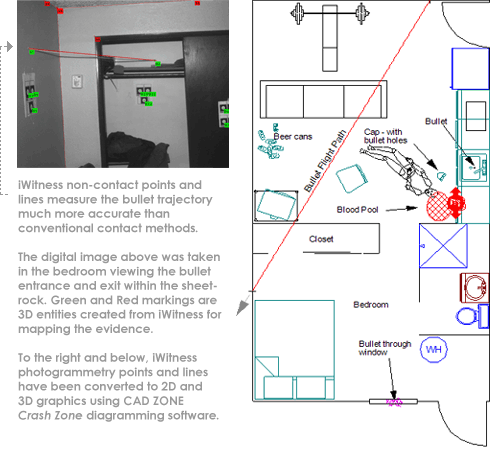 iWitness non-contact points and
lines measure the bullet trajectory
much more accurate than
conventional contact methods.
The digital image above was taken
in the bedroom viewing the bullet
entrance and exit within the sheet-
rock. Green and Red markings are
3D entities created from iWitness for
mapping the evidence.
To the right and below, iWitness
photogrammetry points and lines
have been converted to 2D and
3D graphics using CAD ZONE
Crash Zone diagramming software.
Beer cans
Bullet Flight Path
Cap - with
bullet holes
Bullet
Blood Pool
Closet
Bedroom
Bullet through
window
WH